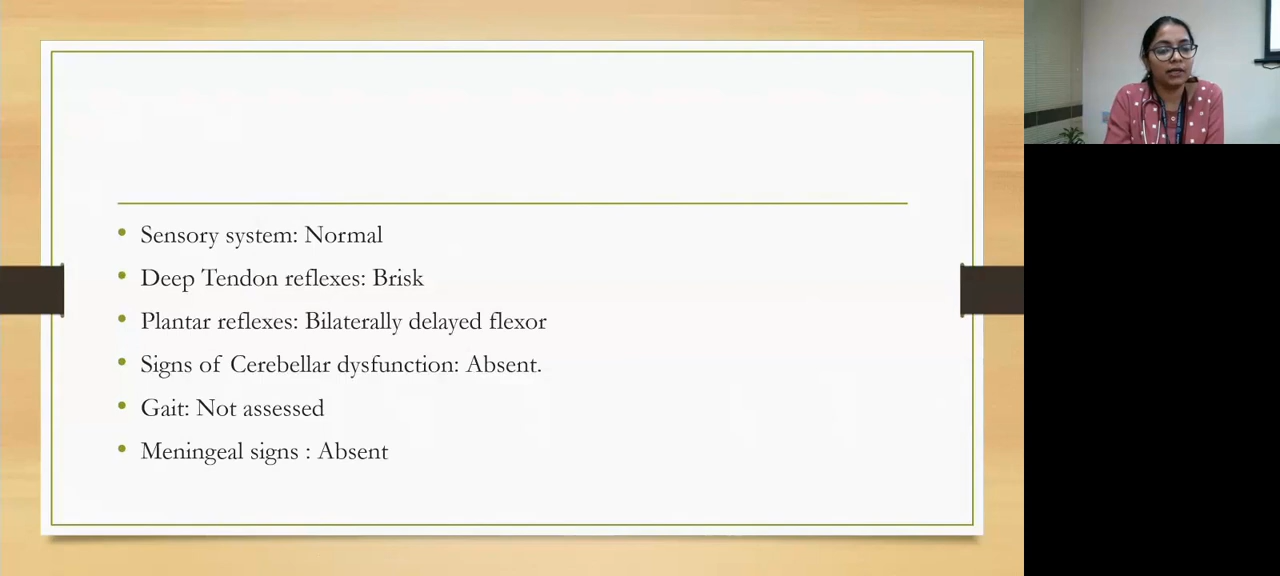 Sensory system: Normal
Deep Tendon reflexes: Brisk
Plantar reflexes: Bilaterally delayed flexor
Signs of Cerebellar dysfunction: Absent.
Gait: Not assessed
Meningeal signs : Absent